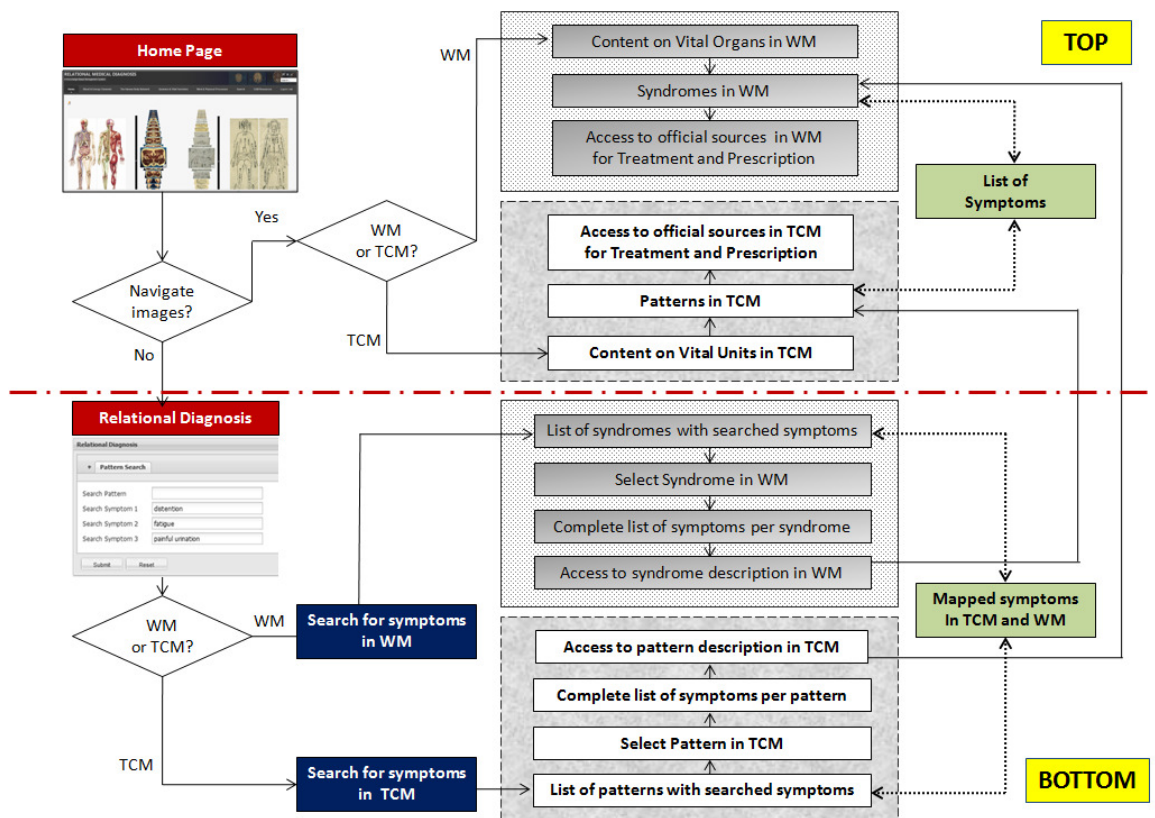 Home Page
RELATIONAL MEDICAL DIAGNOSIS
Yes
Navigate
images?
No
WM
or TCM?
WM
TCM
Content on Vital Organs in WM
Syndromes in WM
Access to official sources in WM
for Treatment and Prescription
Access to official sources in TCM
for Treatment and Prescription
Patterns in TCM
Content on Vital Units in TCM
TOP
List of
Symptoms
Relational Diagnosis
Relational Diagnosis
Pattern Search
Search Pattern
Search Symptom 1 distention
Search Symptom 2 fatigue
Search Symptom 3 painful urination
Submit Reset
WM
or TCM?
WM
TCM
Search for symptoms
in WM
Search for symptoms
in TCM
List of syndromes with searched symptoms
Select Syndrome in WM
Complete list of symptoms per syndrome
Access to syndrome description in WM
Access to pattern description in TCM
Complete list of symptoms per pattern
Select Pattern in TCM
List of patterns with searched symptoms
Mapped symptoms
In TCM and WM
BOTTOM